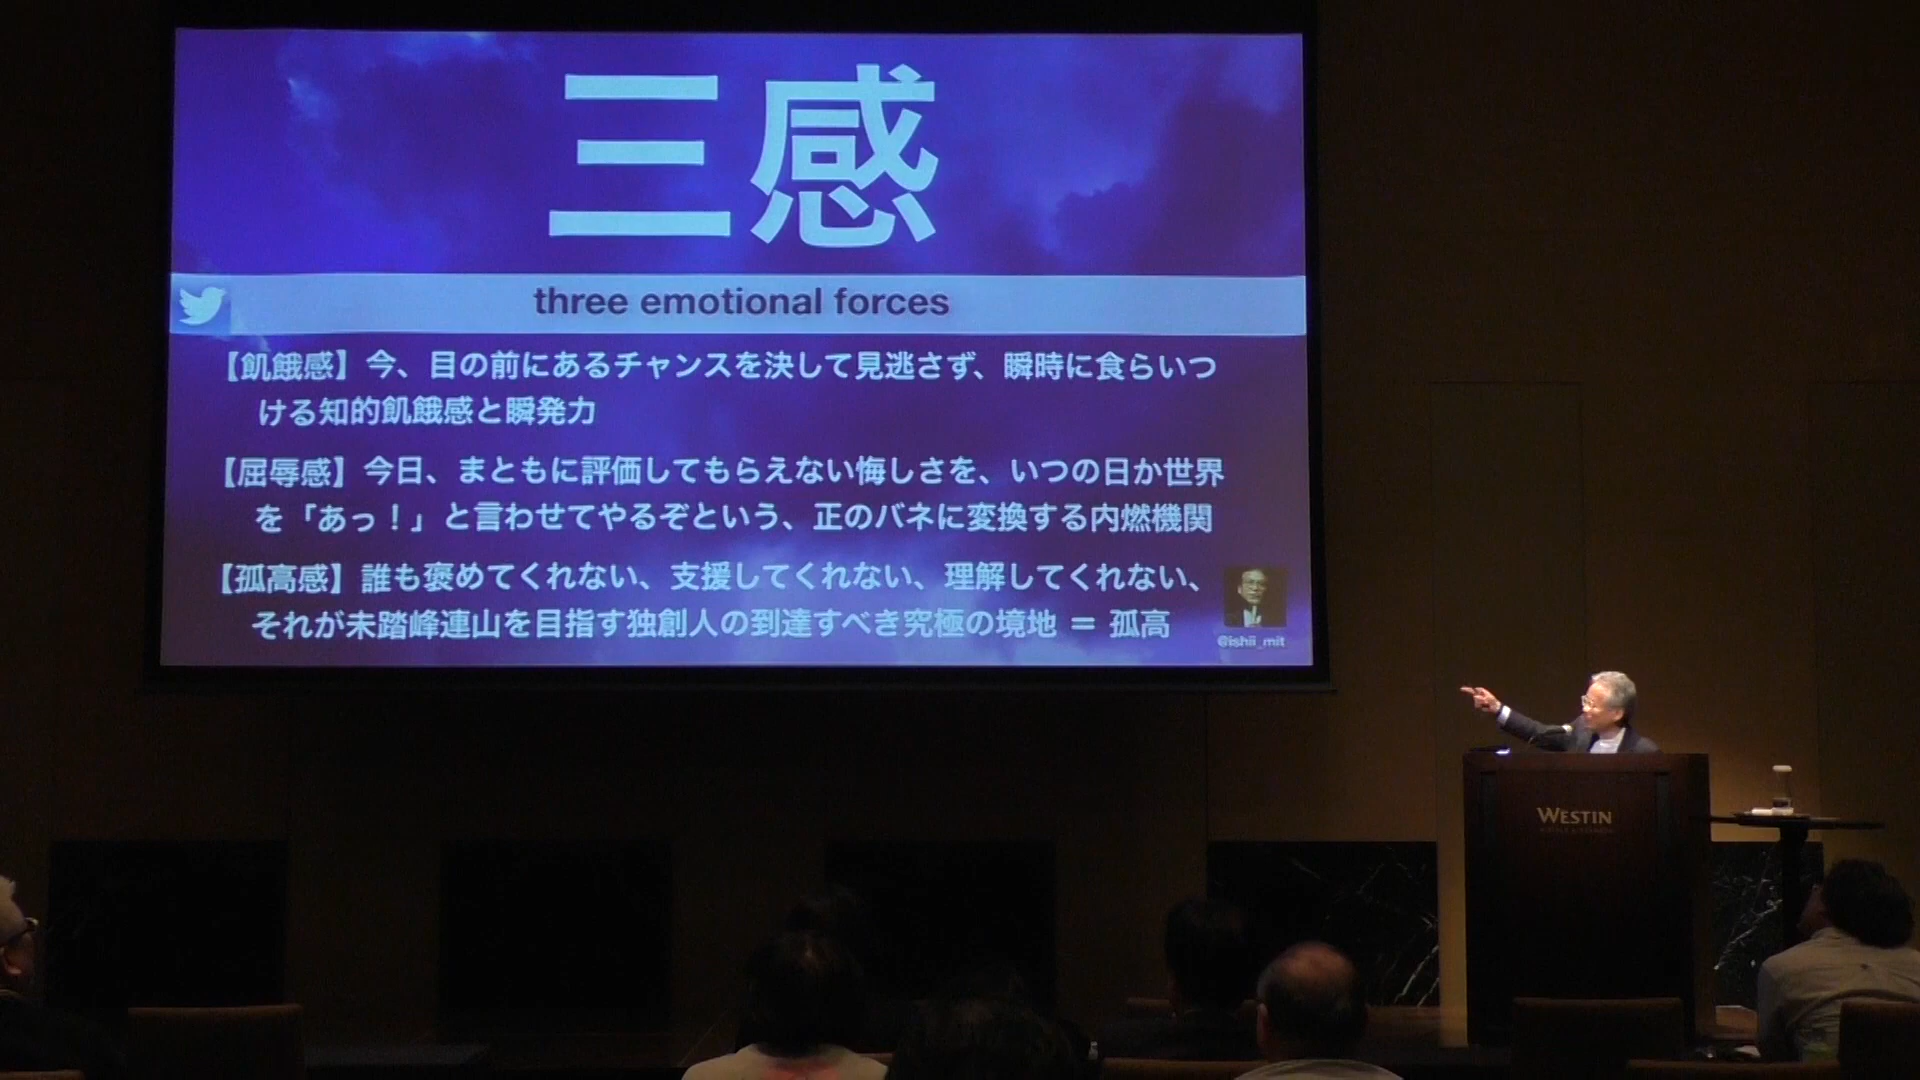 三感
three emotional forces
【飢餓感】今、目の前にあるチャンスを決して見逃さず、瞬時に食らいつ
ける知的飢餓感と瞬発力
【屈辱感】今日、まともに評価してもらえない悔しさを、いつの日か世界
を「あっ！」と言わせてやるぞという、正のバネに変換する内燃機関
【孤高感】誰も褒めてくれない、支援してくれない、理解してくれない、
それが未踏峰連山を目指す独創人の到達すべき究極の境地 ＝ 孤高
@ishii_mit
WESTIN